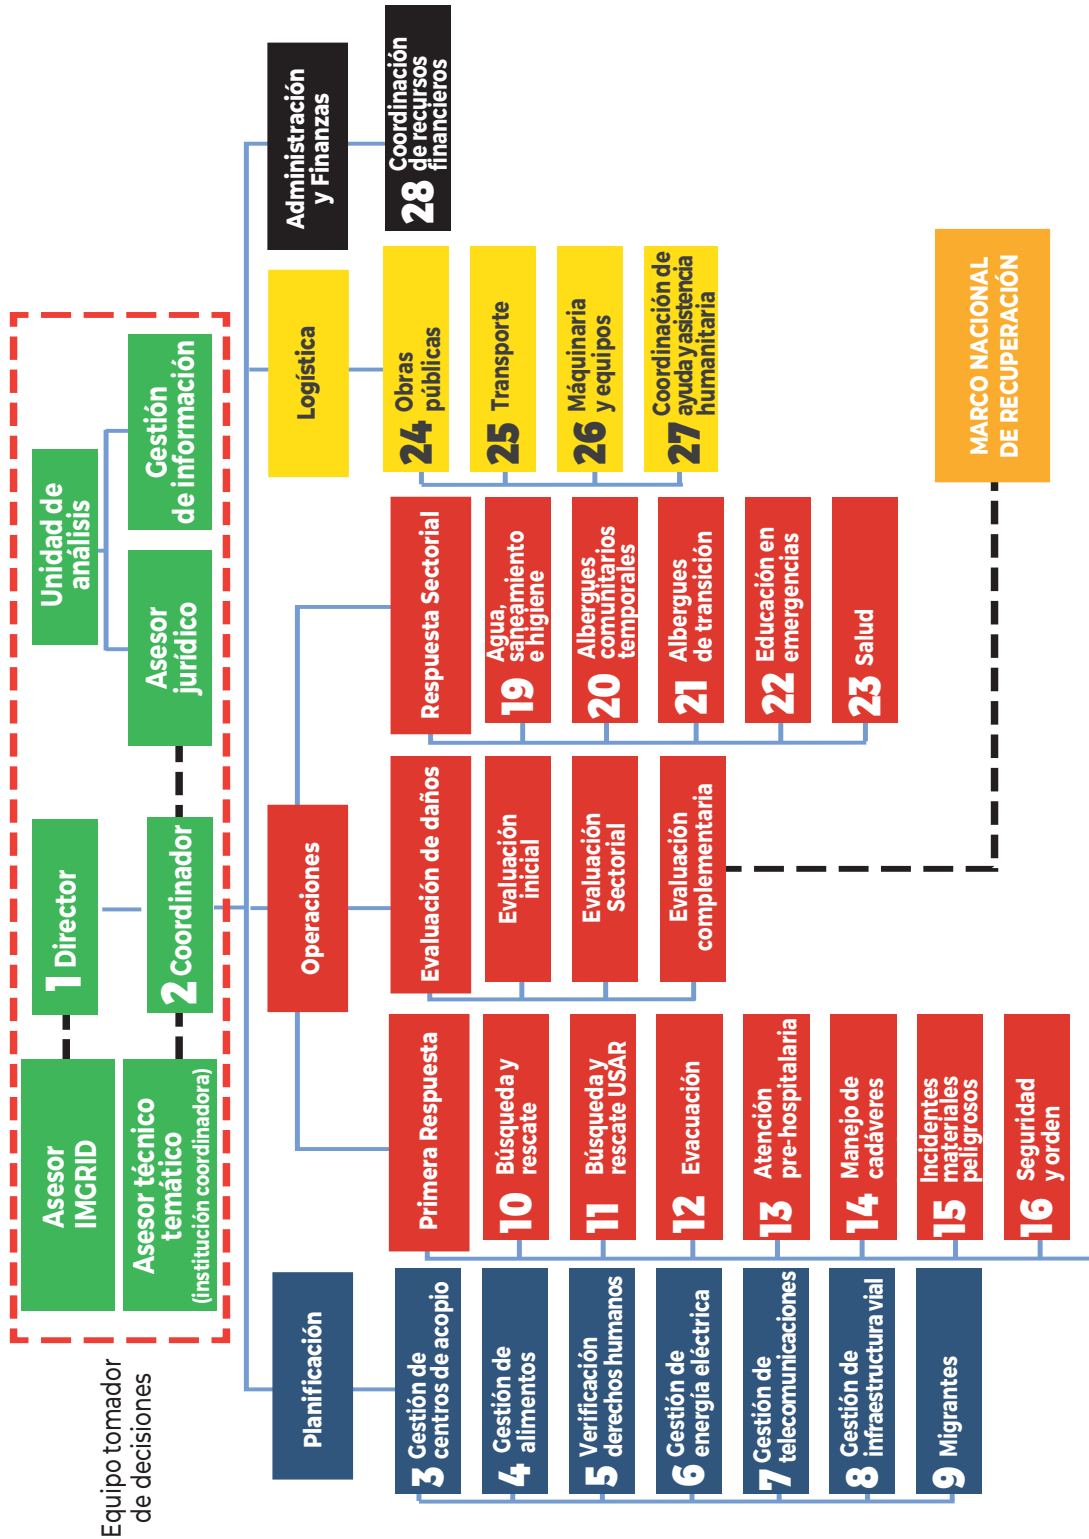 Equipo tomador
de decisiones
Asesor
IMGRID
1 Director
Unidad de
análisis
Asesor técnico
temático
(institución coordinadora)
2 Coordinador
Asesor
jurídico
Gestión
de información
Planificación
3 Gestión de
centros de acopio
4 Gestión de
alimentos
5 Verificación
derechos humanos
6 Gestión de
energía eléctrica
7 Gestión de
telecomunicaciones
8 Gestión de
infraestructura vial
9 Migrantes
Operaciones
Primera Respuesta
10 Búsqueda y
rescate
11 Búsqueda y
rescate USAR
12 Evacuación
13 Atención
pre-hospitalaria
14 Manejo de
cadáveres
15 Incidentes
materiales
peligrosos
16 Seguridad
y orden
Evaluación de daños
Evaluación
inicial
Evaluación
Sectorial
Evaluación
complementaria
Respuesta Sectorial
19 Agua,
saneamiento
e higiene
20 Albergues
comunitarios
temporales
21 Albergues
de transición
22 Educación en
emergencias
23 Salud
Logística
24 Obras
públicas
25 Transporte
26 Máquinaria
y equipos
27 Coordinación de
ayuda y asistencia
humanitaria
Administración
y Finanzas
28 Coordinación
de recursos
financieros
MARCO NACIONAL
DE RECUPERACIÓN